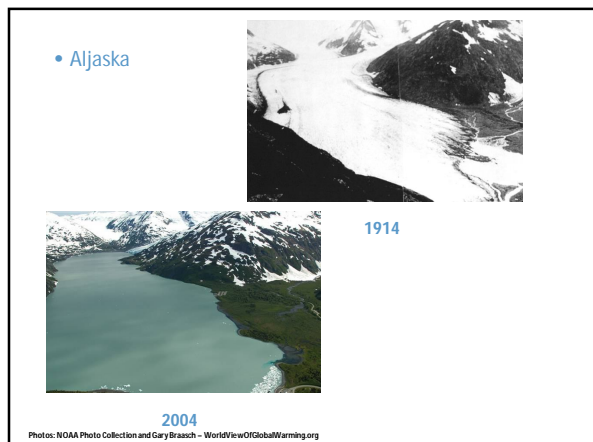 • Aljaska
1914
2004
Photos: NOAA Photo Collection and Gary Braasch – WorldViewOfGlobalWarming.org